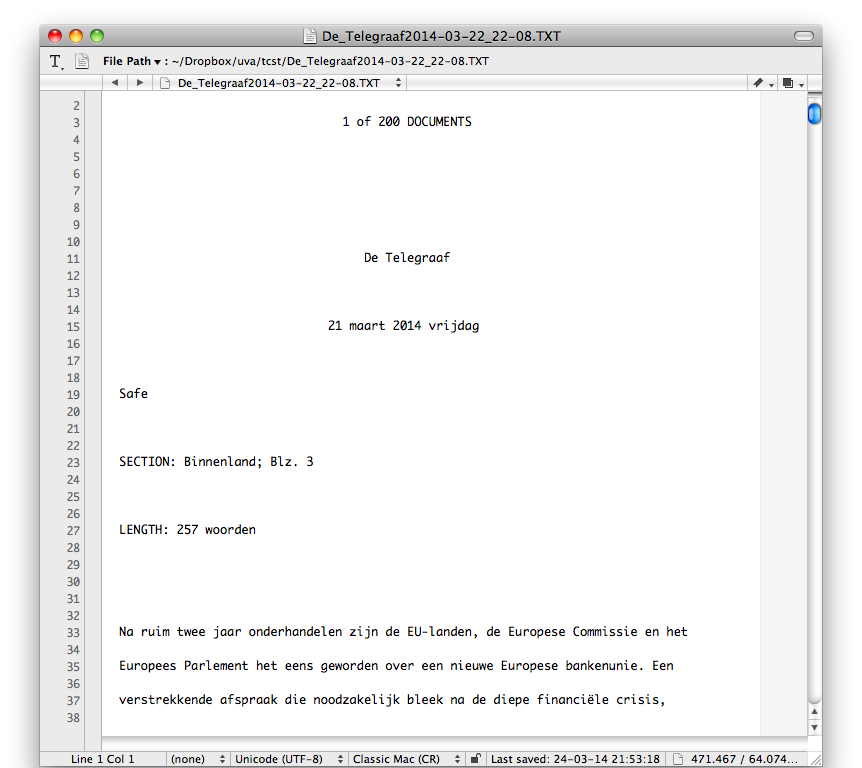 De_Telegraaf2014-03-22_22-08.TXT
File Path ▾ : ~/Dropbox/uva/tcst/De_Telegraaf2014-03-22_22-08.TXT
De_Telegraaf2014-03-22_22-08.TXT
2
3 1 of 200 DOCUMENTS
4
5
6
7
8
9
10
11 De Telegraaf
12
13
14
15 21 maart 2014 vrijdag
16
17
18
19 Safe
20
21
22
23 SECTION: Binnenland; Blz. 3
24
25
26
27 LENGTH: 257 woorden
28
29
30
31
32
33 Na ruim twee jaar onderhandelen zijn de EU-landen, de Europese Commissie en het
34
35 Europees Parlement het eens geworden over een nieuwe Europese bankenunie. Een
36
37 verstrekkende afspraak die noodzakelijk bleek na de diepe financiële crisis,
38
Line 1 Col 1 (none) Unicode (UTF-8) Classic Mac (CR) Last saved: 24-03-14 21:53:18 471.467 / 64.074...